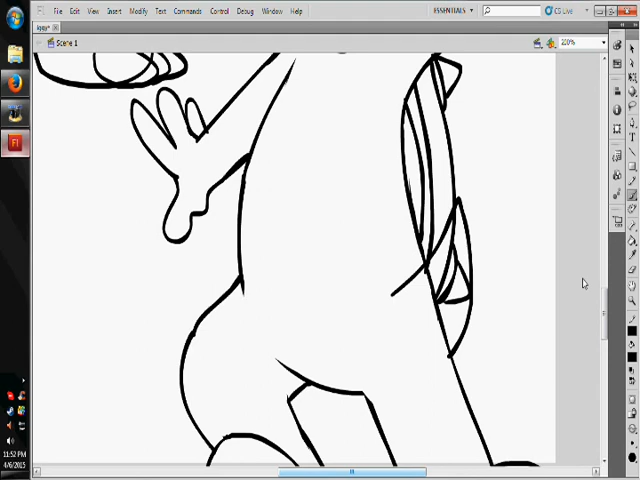 File Edit View Insert Modify Text Commands Control Debug Window Help
ESSENTIALS
CS Live
Scene 1
200%
Fl
11:52 PM
4/6/2015